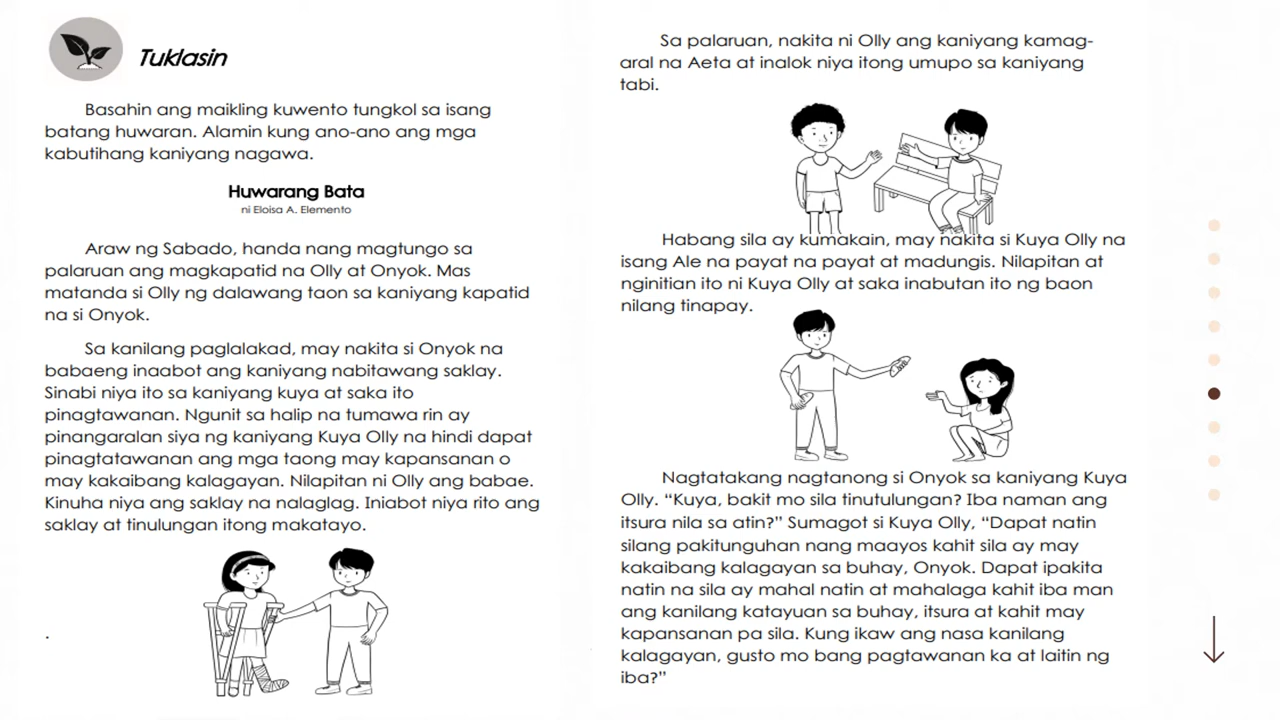 Tuklasin
Basahin ang maikling kuwento tungkol sa isang
batang huwaran. Alamin kung ano-ano ang mga
kabutihang kaniyang nagawa.
Huwarang Bata
ni Eloisa A. Elemento
Araw ng Sabado, handa nang magtungo sa
palaruan ang magkapatid na Olly at Onyok. Mas
matanda si Olly ng dalawang taon sa kaniyang kapatid
na si Onyok.
Sa kanilang paglalakad, may nakita si Onyok na
babaeng inaabot ang kaniyang nabitawang saklay.
Sinabi niya ito sa kaniyang kuya at saka ito
pinagtawanan. Ngunit sa halip na tumawa rin ay
pinangaralan siya ng kaniyang Kuya Olly na hindi dapat
pinagtatawanan ang mga taong may kapansanan o
may kakaibang kalagayan. Nilapitan ni Olly ang babae.
Kinuha niya ang saklay na nalaglag. Iniabot niya rito ang
saklay at tinulungan itong makatayo.
.
Sa palaruan, nakita ni Olly ang kaniyang kamag-
aral na Aeta at inalok niya itong umupo sa kaniyang
tabi.
Habang sila ay kumakain, may nakita si Kuya Olly na
isang Ale na payat na payat at madungis. Nilapitan at
nginitian ito ni Kuya Olly at saka inabutan ito ng baon
nilang tinapay.
Nagtatakang nagtanong si Onyok sa kaniyang Kuya
Olly. “Kuya, bakit mo sila tinutulungan? Iba naman ang
itsura nila sa atin?” Sumagot si Kuya Olly, “Dapat natin
silang pakitunguhan nang maayos kahit sila ay may
kakaibang kalagayan sa buhay, Onyok. Dapat ipakita
natin na sila ay mahal natin at mahalaga kahit iba man
ang kanilang katayuan sa buhay, itsura at kahit may
kapansanan pa sila. Kung ikaw ang nasa kanilang
kalagayan, gusto mo bang pagtawanan ka at laitin ng
iba?”